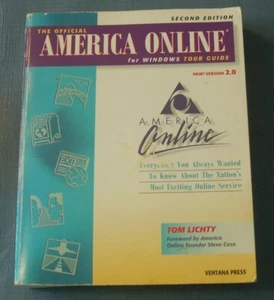 SECOND EDITION
THE OFFICIAL
AMERICA ONLINE®
for WINDOWS TOUR GUIDE
NEW! VERSION 2.0
AMERICA
Online
Everything You Always Wanted
To Know About The Nation's
Most Exciting Online Service
TOM LICHTY
Foreword by America
Online Founder Steve Case
VENTANA PRESS